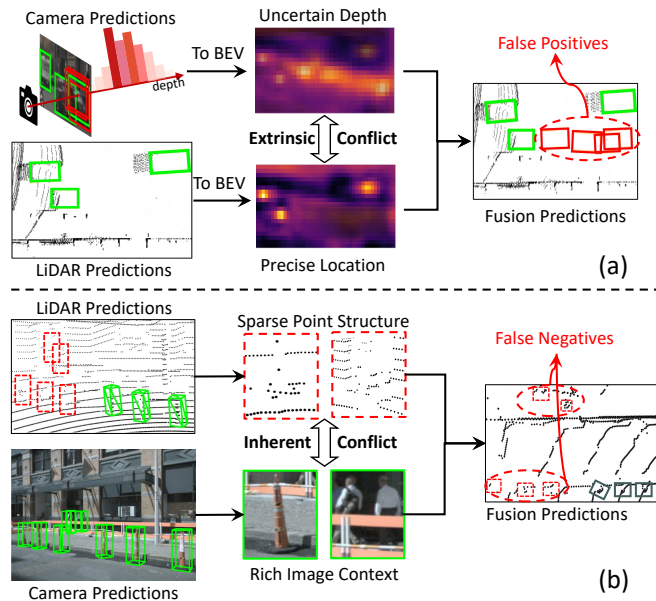 Camera Predictions
depth
To BEV
Uncertain Depth
Extrinsic Conflict
False Positives
To BEV
LiDAR Predictions
Precise Location
Fusion Predictions
(a)
LiDAR Predictions
Sparse Point Structure
False Negatives
Inherent Conflict
Fusion Predictions
Camera Predictions
Rich Image Context
(b)